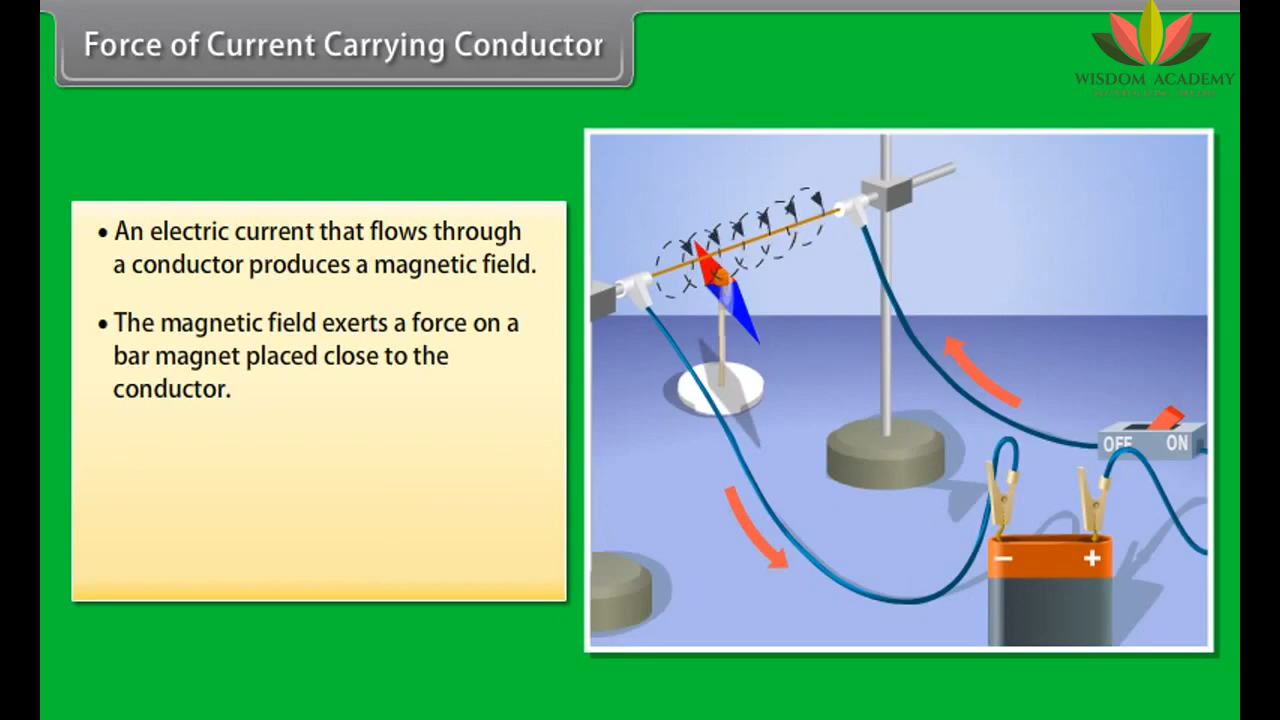 Force of Current Carrying Conductor
WISDOM ACADEMY
• An electric current that flows through
a conductor produces a magnetic field.
• The magnetic field exerts a force on a
bar magnet placed close to the
conductor.
OFF ON
− +